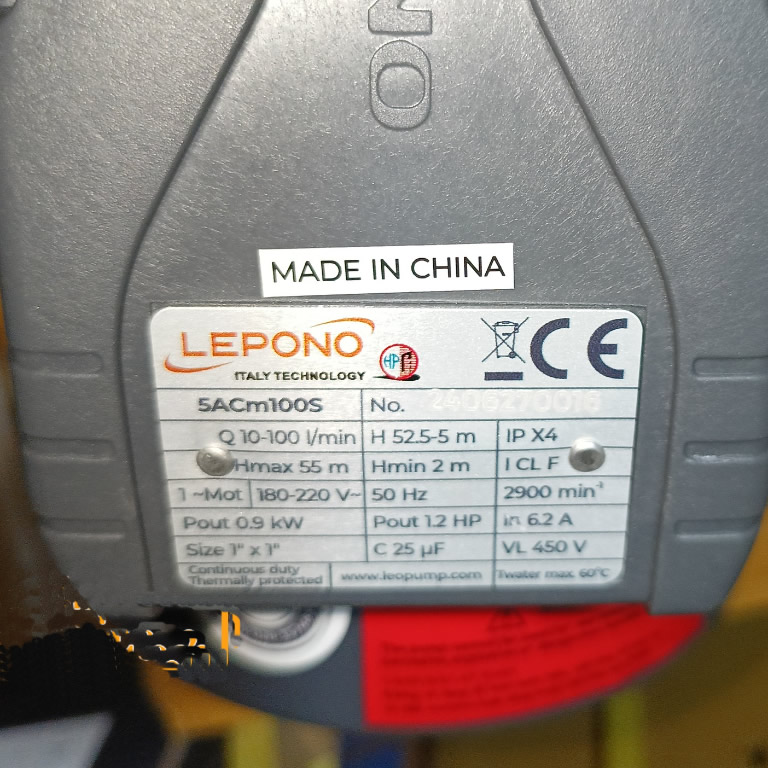 NO
MADE IN CHINA
LEPONO
HP
ITALY TECHNOLOGY
CE
5ACm100S No. 2406270016
Q 10-100 l/min H 52.5-5 m IP X4
Hmax 55 m Hmin 2 m I CL F
1 ~Mot 180-220 V~ 50 Hz 2900 min⁻¹
Pout 0.9 kW Pout 1.2 HP in 6.2 A
Size 1" x 1" C 25 µF VL 450 V
Continuous duty
Thermally protected www.leopump.com Twater max. 60°C